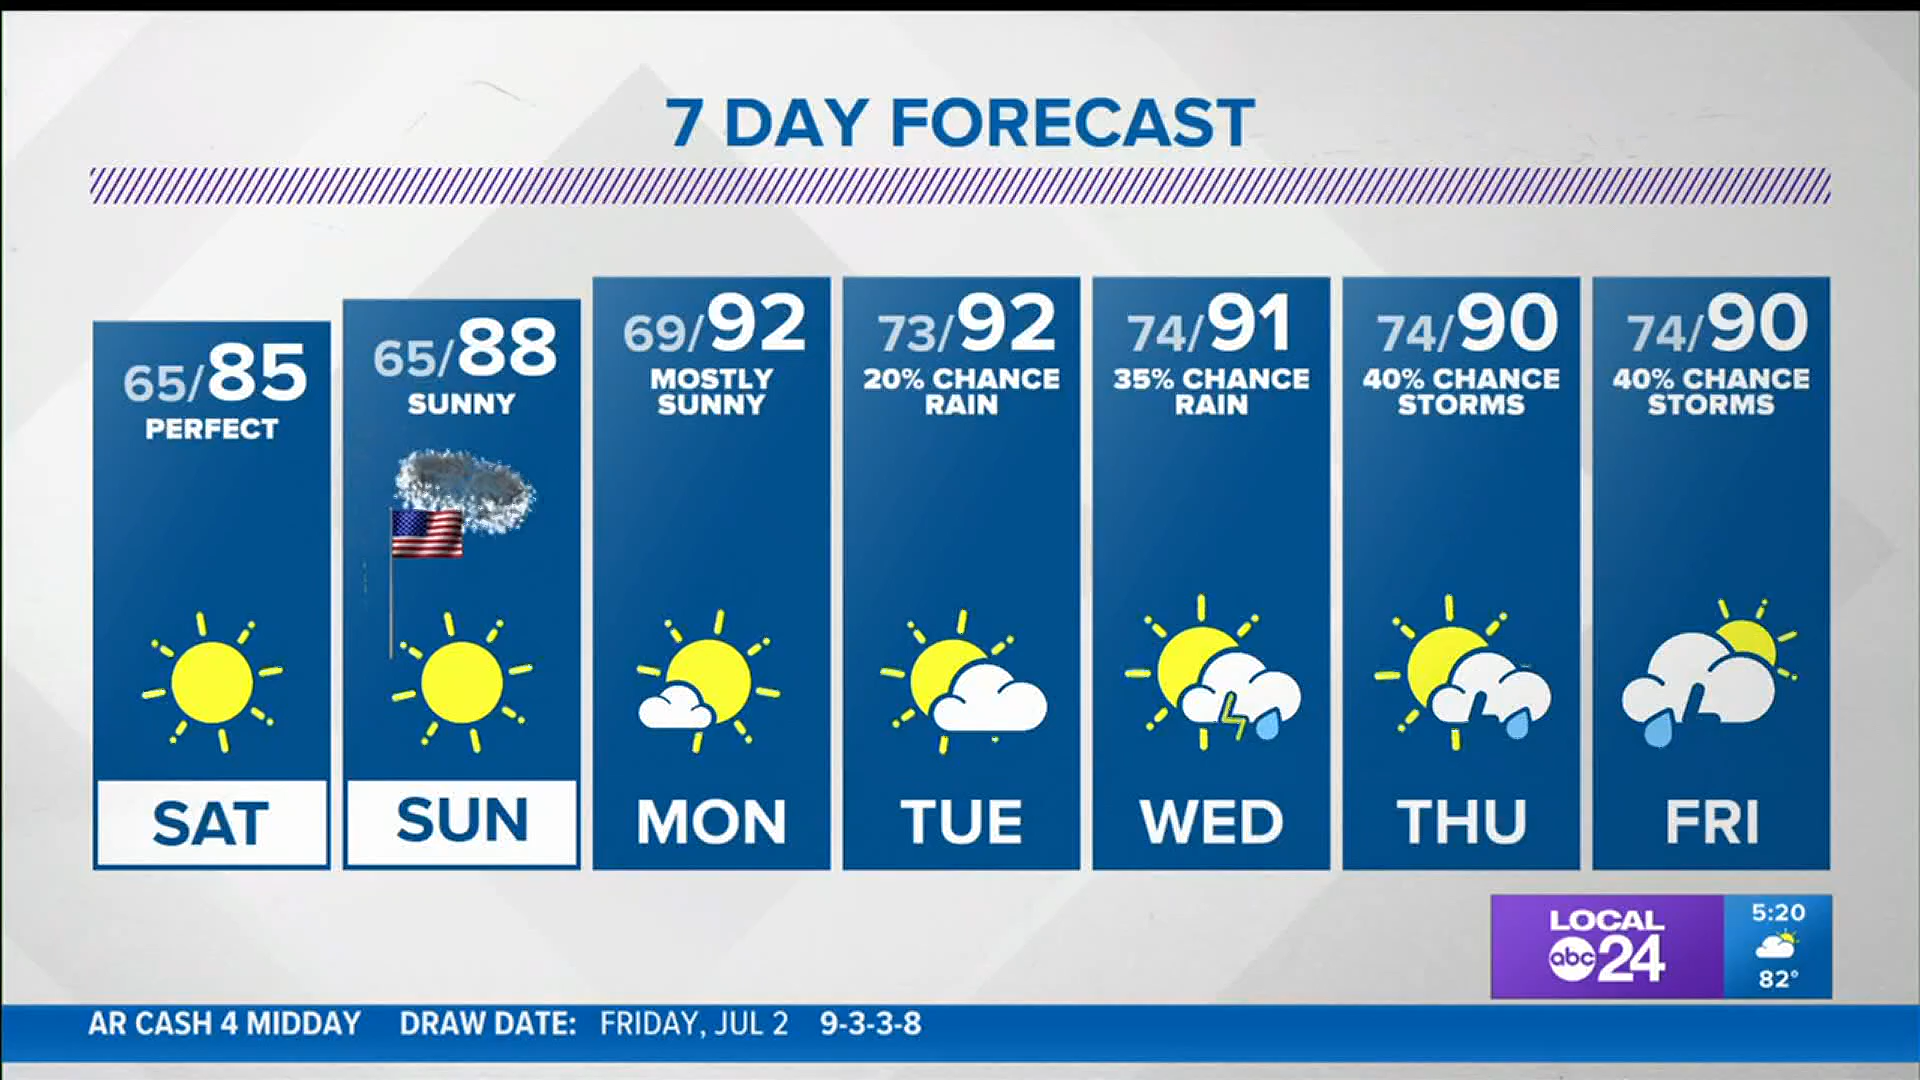 7 DAY FORECAST
65/85
PERFECT
SAT
65/88
SUNNY
SUN
69/92
MOSTLY
SUNNY
MON
73/92
20% CHANCE
RAIN
TUE
74/91
35% CHANCE
RAIN
WED
74/90
40% CHANCE
STORMS
THU
74/90
40% CHANCE
STORMS
FRI
LOCAL
abc 24
5:20
82°
AR CASH 4 MIDDAY DRAW DATE: FRIDAY, JUL 2 9-3-3-8